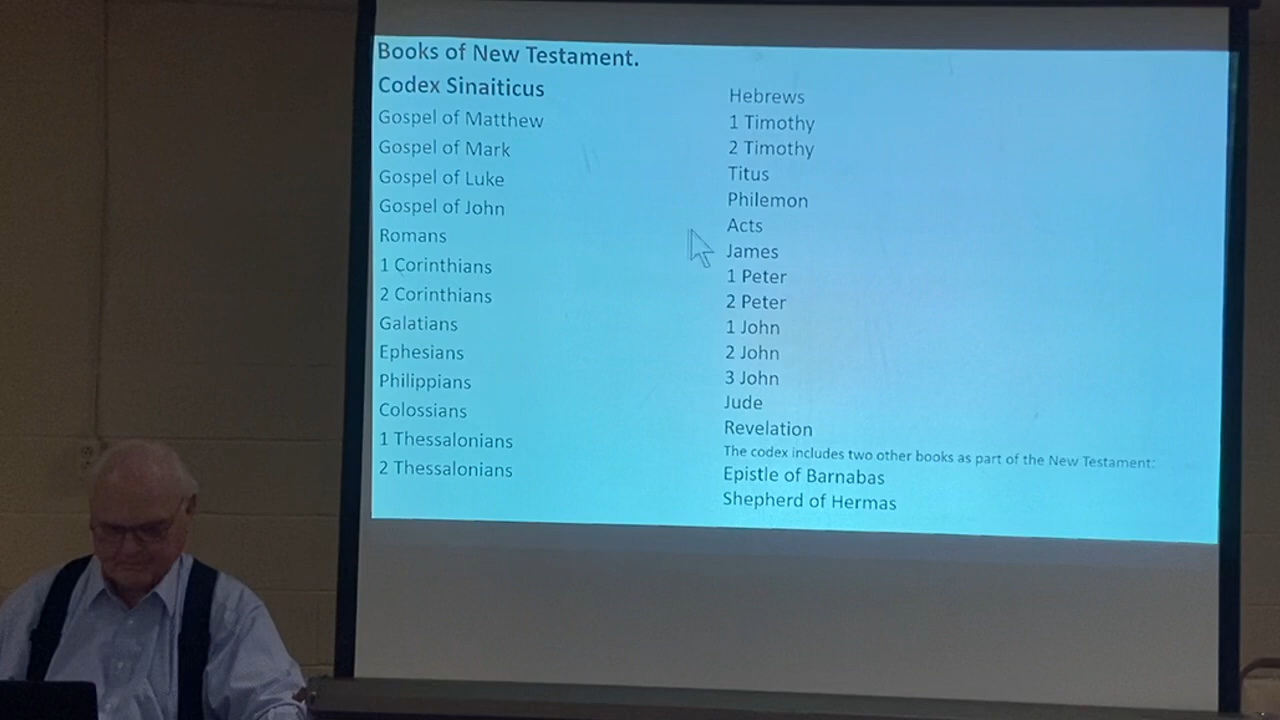 Books of New Testament.
Codex Sinaiticus
Gospel of Matthew
Gospel of Mark
Gospel of Luke
Gospel of John
Romans
1 Corinthians
2 Corinthians
Galatians
Ephesians
Philippians
Colossians
1 Thessalonians
2 Thessalonians
Hebrews
1 Timothy
2 Timothy
Titus
Philemon
Acts
James
1 Peter
2 Peter
1 John
2 John
3 John
Jude
Revelation
The codex includes two other books as part of the New Testament:
Epistle of Barnabas
Shepherd of Hermas